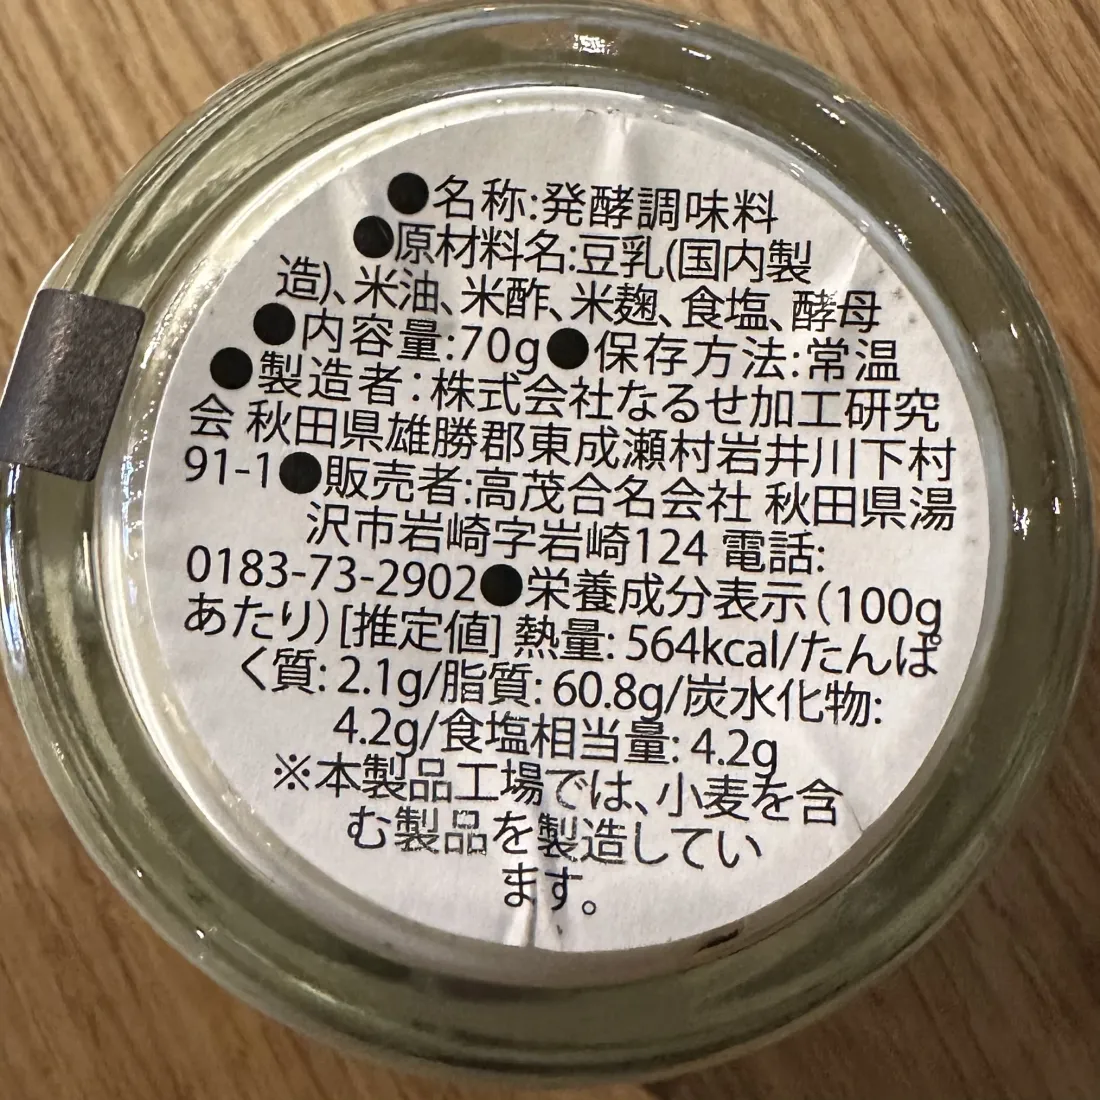 ●名称:発酵調味料
●原材料名:豆乳(国内製
造)、米油、米酢、米麹、食塩、酵母
●内容量:70g●保存方法:常温
●製造者:株式会社なるせ加工研究
会 秋田県雄勝郡東成瀬村岩井川下村
91-1●販売者:高茂合名会社 秋田県湯
沢市岩崎字岩崎124 電話:
0183-73-2902●栄養成分表示(100g
あたり)[推定値] 熱量: 564kcal/たんぱ
く質: 2.1g/脂質: 60.8g/炭水化物:
4.2g/食塩相当量: 4.2g
※本製品工場では、小麦を含
む製品を製造してい
ます。